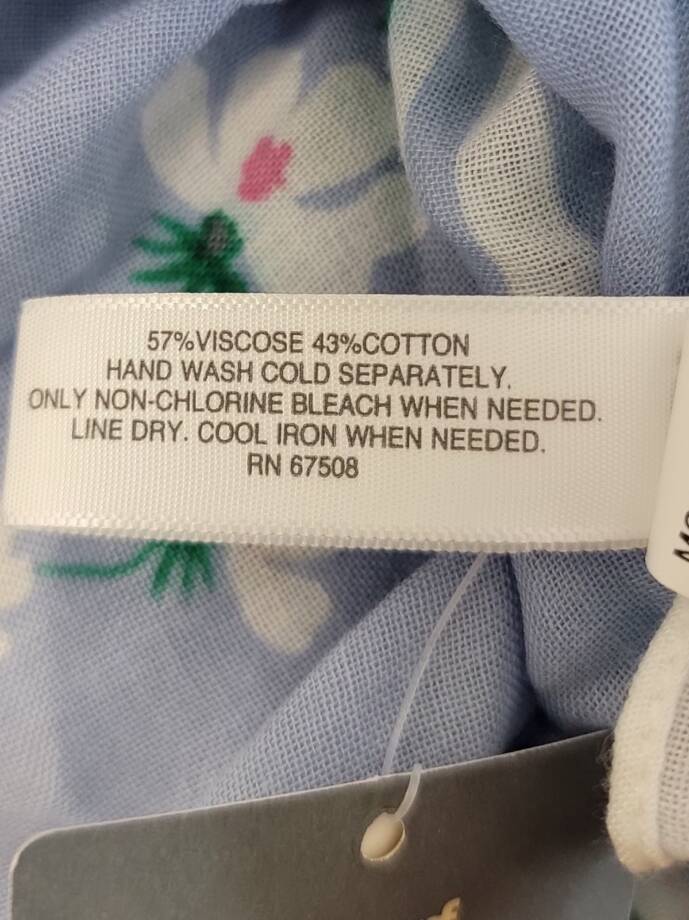 57%VISCOSE 43%COTTON
HAND WASH COLD SEPARATELY.
ONLY NON-CHLORINE BLEACH WHEN NEEDED.
LINE DRY. COOL IRON WHEN NEEDED.
RN 67508